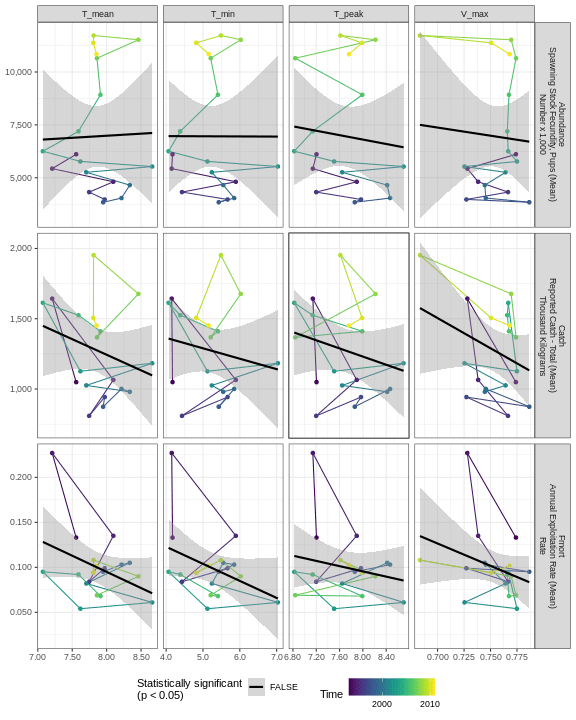 T_mean
T_min
T_peak
V_max
10,000
7,500
5,000
Abundance
Spawning Stock Fecundity, Pups (Mean)
Number x 1,000
2,000
1,500
1,000
Catch
Reported Catch - Total (Mean)
Thousand Kilograms
0.200
0.150
0.100
0.050
Fmort
Annual Exploitation Rate (Mean)
Rate
7.00 7.50 8.00 8.50
4.0 5.0 6.0 7.0
6.80 7.20 7.60 8.00 8.40
0.700 0.725 0.750 0.775
Statistically significant
(p < 0.05)
FALSE
Time
2000 2010